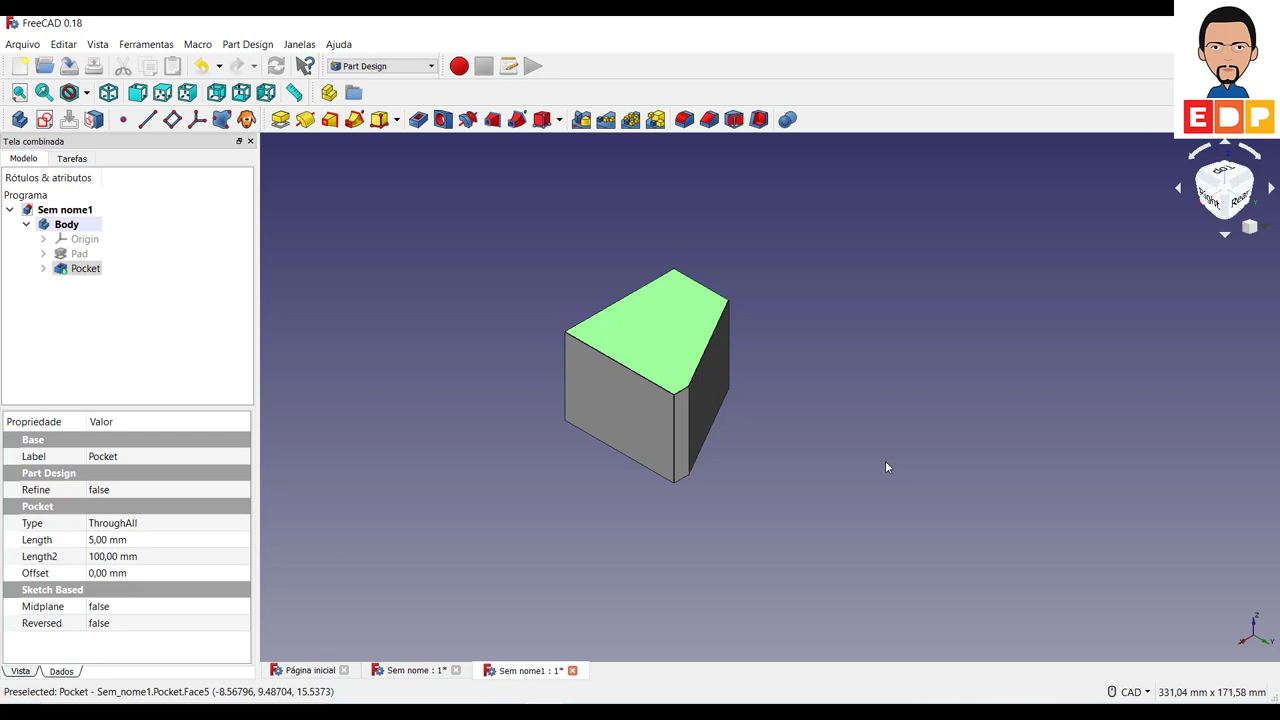 FreeCAD 0.18
Arquivo Editar Vista Ferramentas Macro Part Design Janelas Ajuda
Part Design
EDP
Tela combinada
Modelo Tarefas
Rótulos & atributos
Programa
Sem nome1
Body
Origin
Pad
Pocket
Top
Right Rear
Propriedade Valor
Base
Label Pocket
Part Design
Refine false
Pocket
Type ThroughAll
Length 5,00 mm
Length2 100,00 mm
Offset 0,00 mm
Sketch Based
Midplane false
Reversed false
Z
X Y
Vista Dados
Página inicial Sem nome : 1* Sem nome1 : 1*
Preselected: Pocket - Sem_nome1.Pocket.Face5 (-8.56796, 9.48704, 15.5373)
CAD 331,04 mm x 171,58 mm